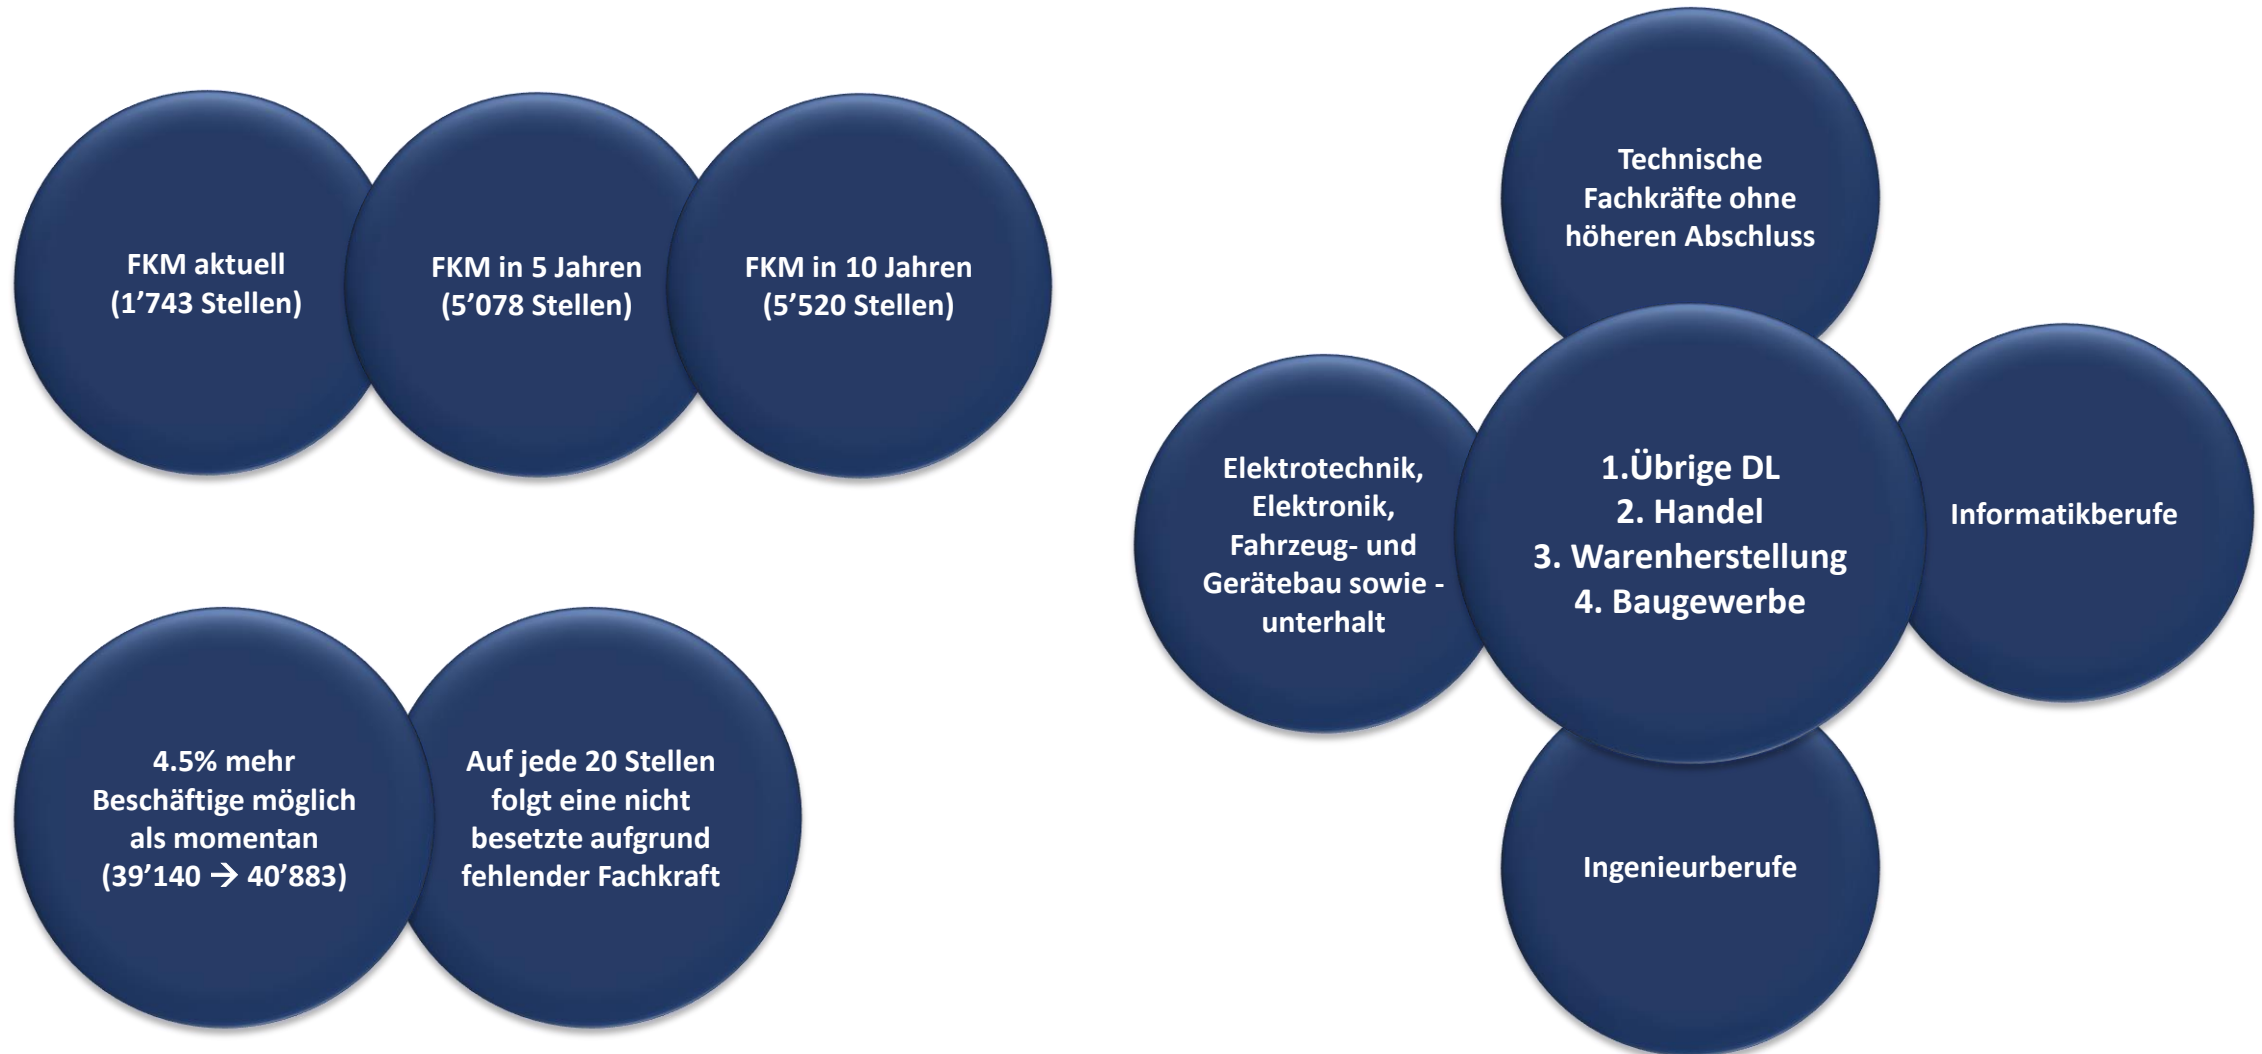 FKM aktuell
(1’743 Stellen)
FKM in 5 Jahren
(5’078 Stellen)
FKM in 10 Jahren
(5’520 Stellen)
4.5% mehr
Beschäftige möglich
als momentan
(39’140 → 40’883)
Auf jede 20 Stellen
folgt eine nicht
besetzte aufgrund
fehlender Fachkraft
Technische
Fachkräfte ohne
höheren Abschluss
Elektrotechnik,
Elektronik,
Fahrzeug- und
Gerätebau sowie -
unterhalt
1.Übrige DL
2. Handel
3. Warenherstellung
4. Baugewerbe
Informatikberufe
Ingenieurberufe